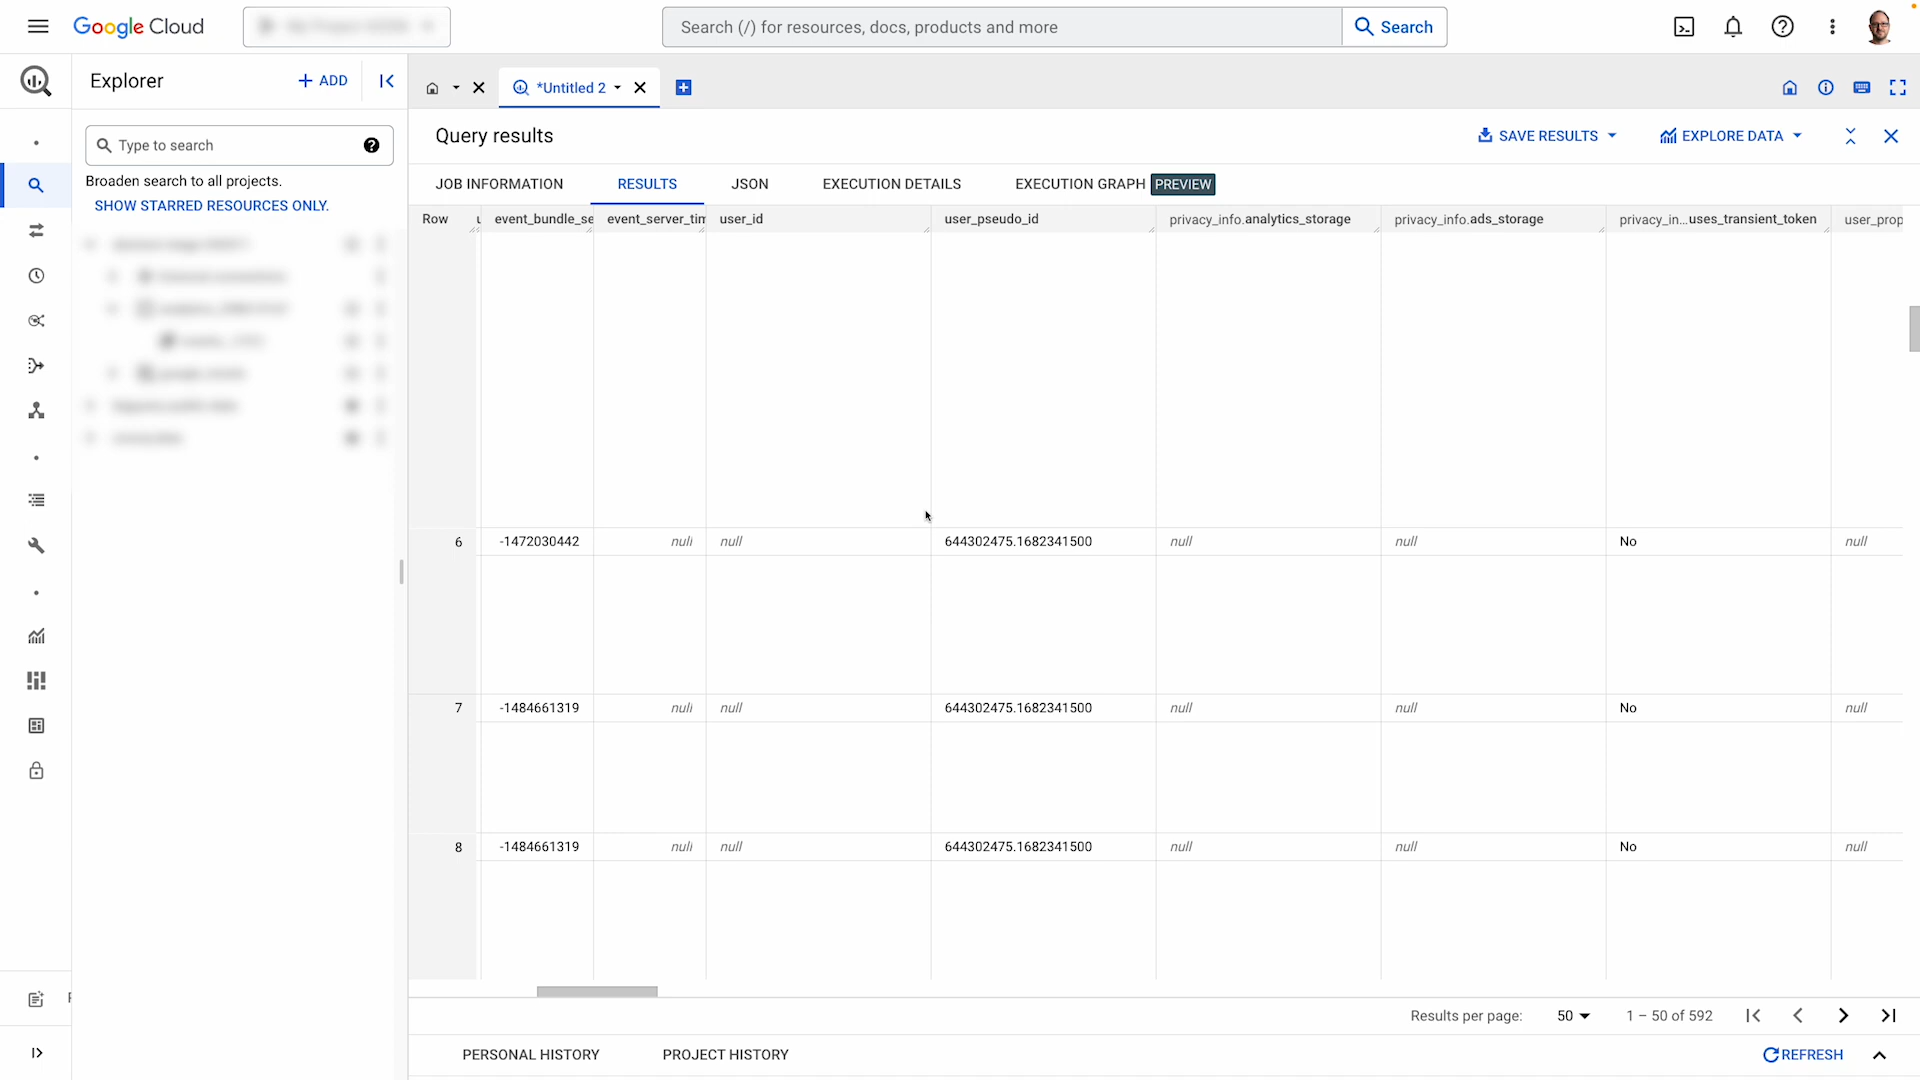 Google Cloud
Search (/) for resources, docs, products and more
Search
Explorer
ADD
*Untitled 2
Type to search
Query results
SAVE RESULTS
EXPLORE DATA
Broaden search to all projects.
SHOW STARRED RESOURCES ONLY.
JOB INFORMATION
RESULTS
JSON
EXECUTION DETAILS
EXECUTION GRAPH
PREVIEW
Row
event_bundle_se
event_server_tim
user_id
user_pseudo_id
privacy_info.analytics_storage
privacy_info.ads_storage
privacy_in...uses_transient_token
user_prop
6 -1472030442 null null 644302475.1682341500 null null No null
7 -1484661319 null null 644302475.1682341500 null null No null
8 -1484661319 null null 644302475.1682341500 null null No null
Results per page:
50
1 – 50 of 592
PERSONAL HISTORY
PROJECT HISTORY
REFRESH